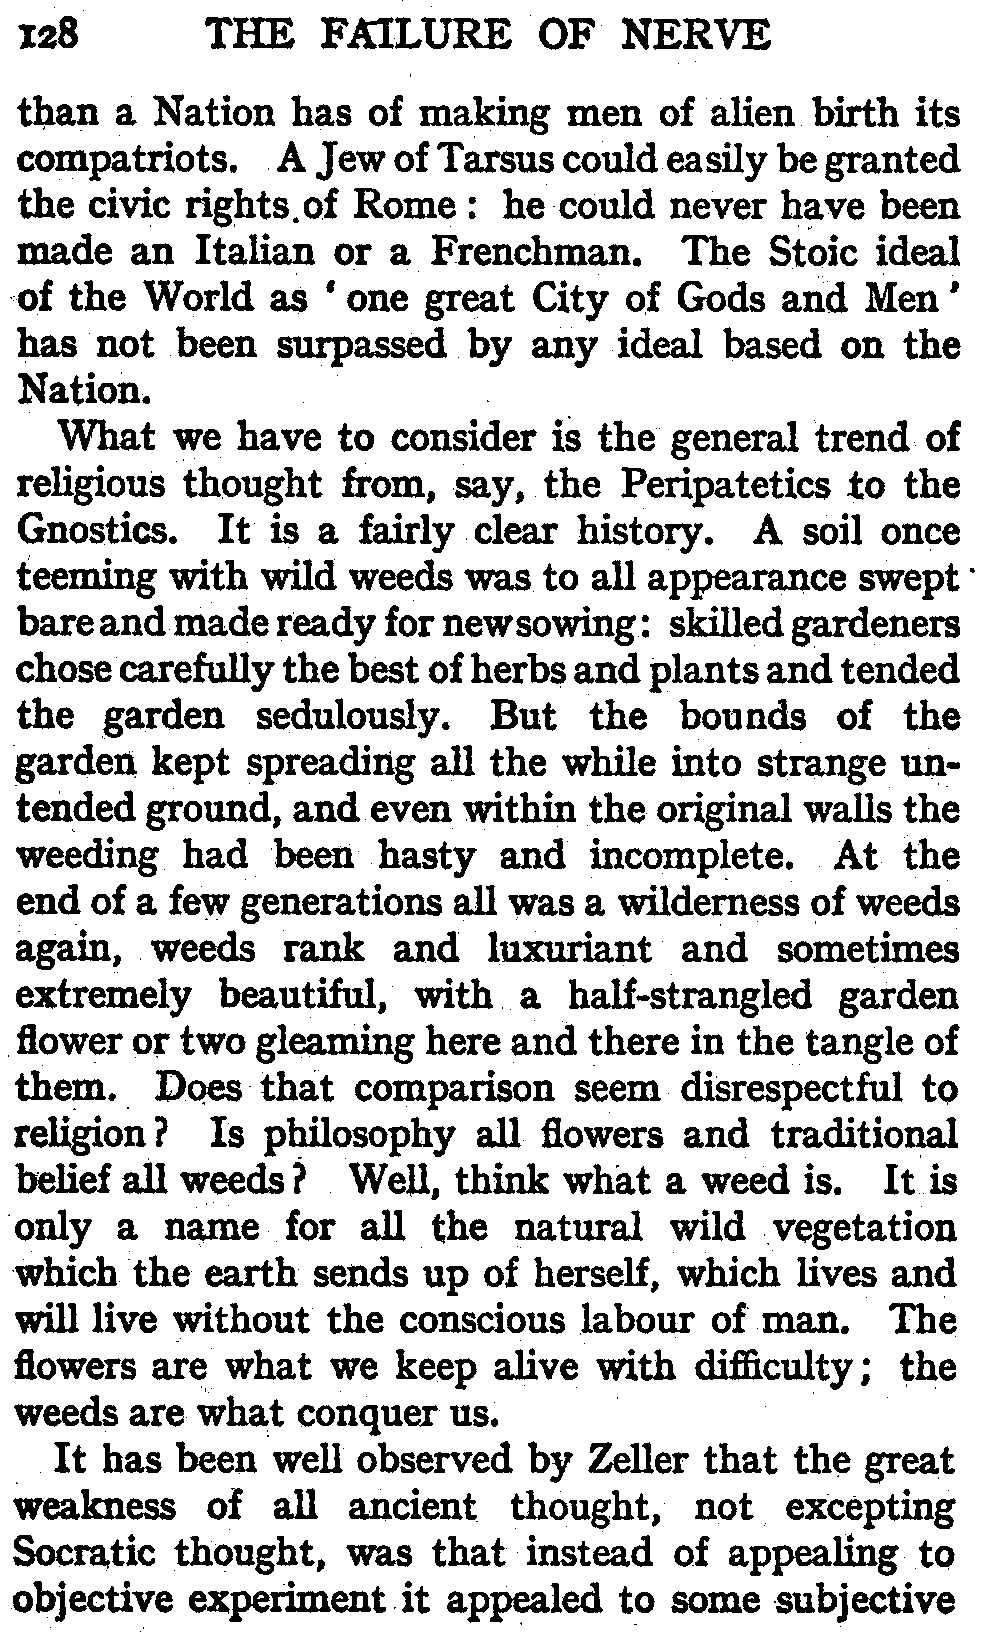 128 THE FAILURE OF NERVE
than a Nation has of making men of alien birth its
compatriots. A Jew of Tarsus could easily be granted
the civic rights of Rome : he could never have been
made an Italian or a Frenchman. The Stoic ideal
of the World as ' one great City of Gods and Men '
has not been surpassed by any ideal based on the
Nation.
What we have to consider is the general trend of
religious thought from, say, the Peripatetics to the
Gnostics. It is a fairly clear history. A soil once
teeming with wild weeds was to all appearance swept
bare and made ready for new sowing: skilled gardeners
chose carefully the best of herbs and plants and tended
the garden sedulously. But the bounds of the
garden kept spreading all the while into strange un-
tended ground, and even within the original walls the
weeding had been hasty and incomplete. At the
end of a few generations all was a wilderness of weeds
again, weeds rank and luxuriant and sometimes
extremely beautiful, with a half-strangled garden
flower or two gleaming here and there in the tangle of
them. Does that comparison seem disrespectful to
religion ? Is philosophy all flowers and traditional
belief all weeds ? Well, think what a weed is. It is
only a name for all the natural wild vegetation
which the earth sends up of herself, which lives and
will live without the conscious labour of man. The
flowers are what we keep alive with difficulty ; the
weeds are what conquer us.
It has been well observed by Zeller that the great
weakness of all ancient thought, not excepting
Socratic thought, was that instead of appealing to
objective experiment it appealed to some subjective